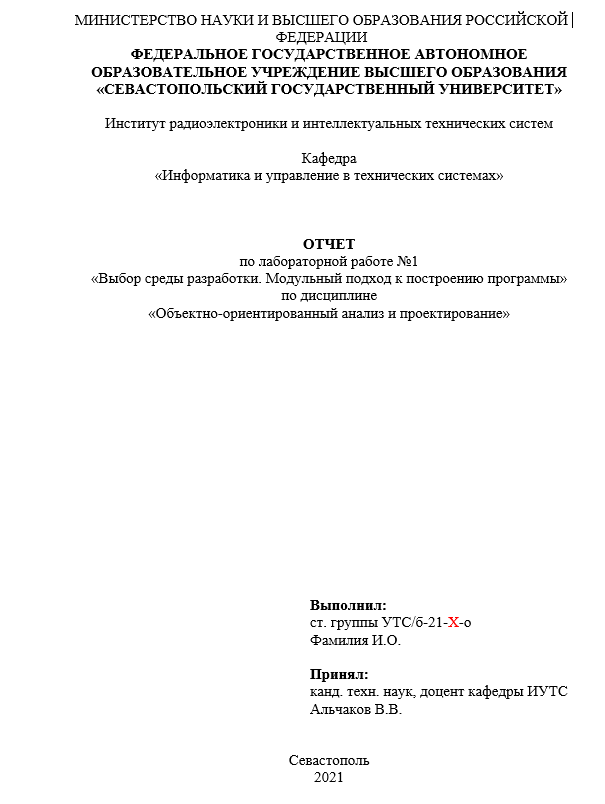 МИНИСТЕРСТВО НАУКИ И ВЫСШЕГО ОБРАЗОВАНИЯ РОССИЙСКОЙ
ФЕДЕРАЦИИ
ФЕДЕРАЛЬНОЕ ГОСУДАРСТВЕННОЕ АВТОНОМНОЕ
ОБРАЗОВАТЕЛЬНОЕ УЧРЕЖДЕНИЕ ВЫСШЕГО ОБРАЗОВАНИЯ
«СЕВАСТОПОЛЬСКИЙ ГОСУДАРСТВЕННЫЙ УНИВЕРСИТЕТ»
Институт радиоэлектроники и интеллектуальных технических систем
Кафедра
«Информатика и управление в технических системах»
ОТЧЕТ
по лабораторной работе №1
«Выбор среды разработки. Модульный подход к построению программы»
по дисциплине
«Объектно-ориентированный анализ и проектирование»
Выполнил:
ст. группы УТС/б-21-Х-о
Фамилия И.О.
Принял:
канд. техн. наук, доцент кафедры ИУТС
Альчаков В.В.
Севастополь
2021